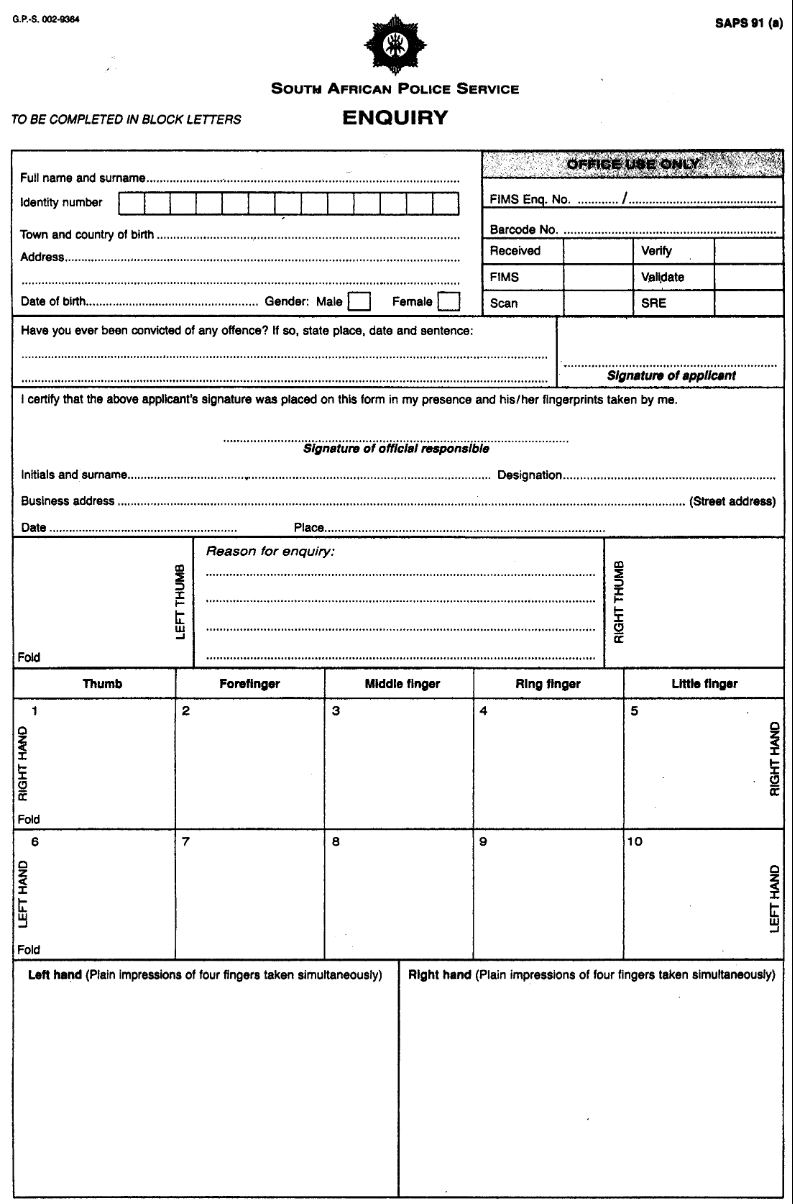 G.P.-S. 002-9364
SAPS 91 (a)
SOUTH AFRICAN POLICE SERVICE
TO BE COMPLETED IN BLOCK LETTERS
ENQUIRY
Full name and surname
Identity number
Town and country of birth
Address
Date of birth Gender: Male Female
OFFICE USE ONLY
FIMS Enq. No. /
Barcode No.
Received Verify
FIMS Validate
Scan SRE
Have you ever been convicted of any offence? If so, state place, date and sentence:
Signature of applicant
I certify that the above applicant's signature was placed on this form in my presence and his/her fingerprints taken by me.
Signature of official responsible
Initials and surname Designation
Business address (Street address)
Date Place
LEFT THUMB
Fold
Reason for enquiry:
RIGHT THUMB
Thumb Forefinger Middle finger Ring finger Little finger
1 2 3 4 5
RIGHT HAND
RIGHT HAND
Fold
6 7 8 9 10
LEFT HAND
LEFT HAND
Fold
Left hand (Plain impressions of four fingers taken simultaneously)
Right hand (Plain impressions of four fingers taken simultaneously)